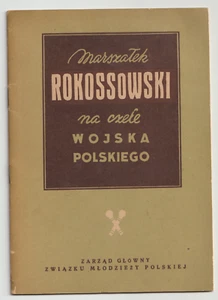 Marszałek
ROKOSSOWSKI
na czele
WOJSKA
POLSKIEGO
ZARZĄD GŁÓWNY
ZWIĄZKU MŁODZIEŻY POLSKIEJ